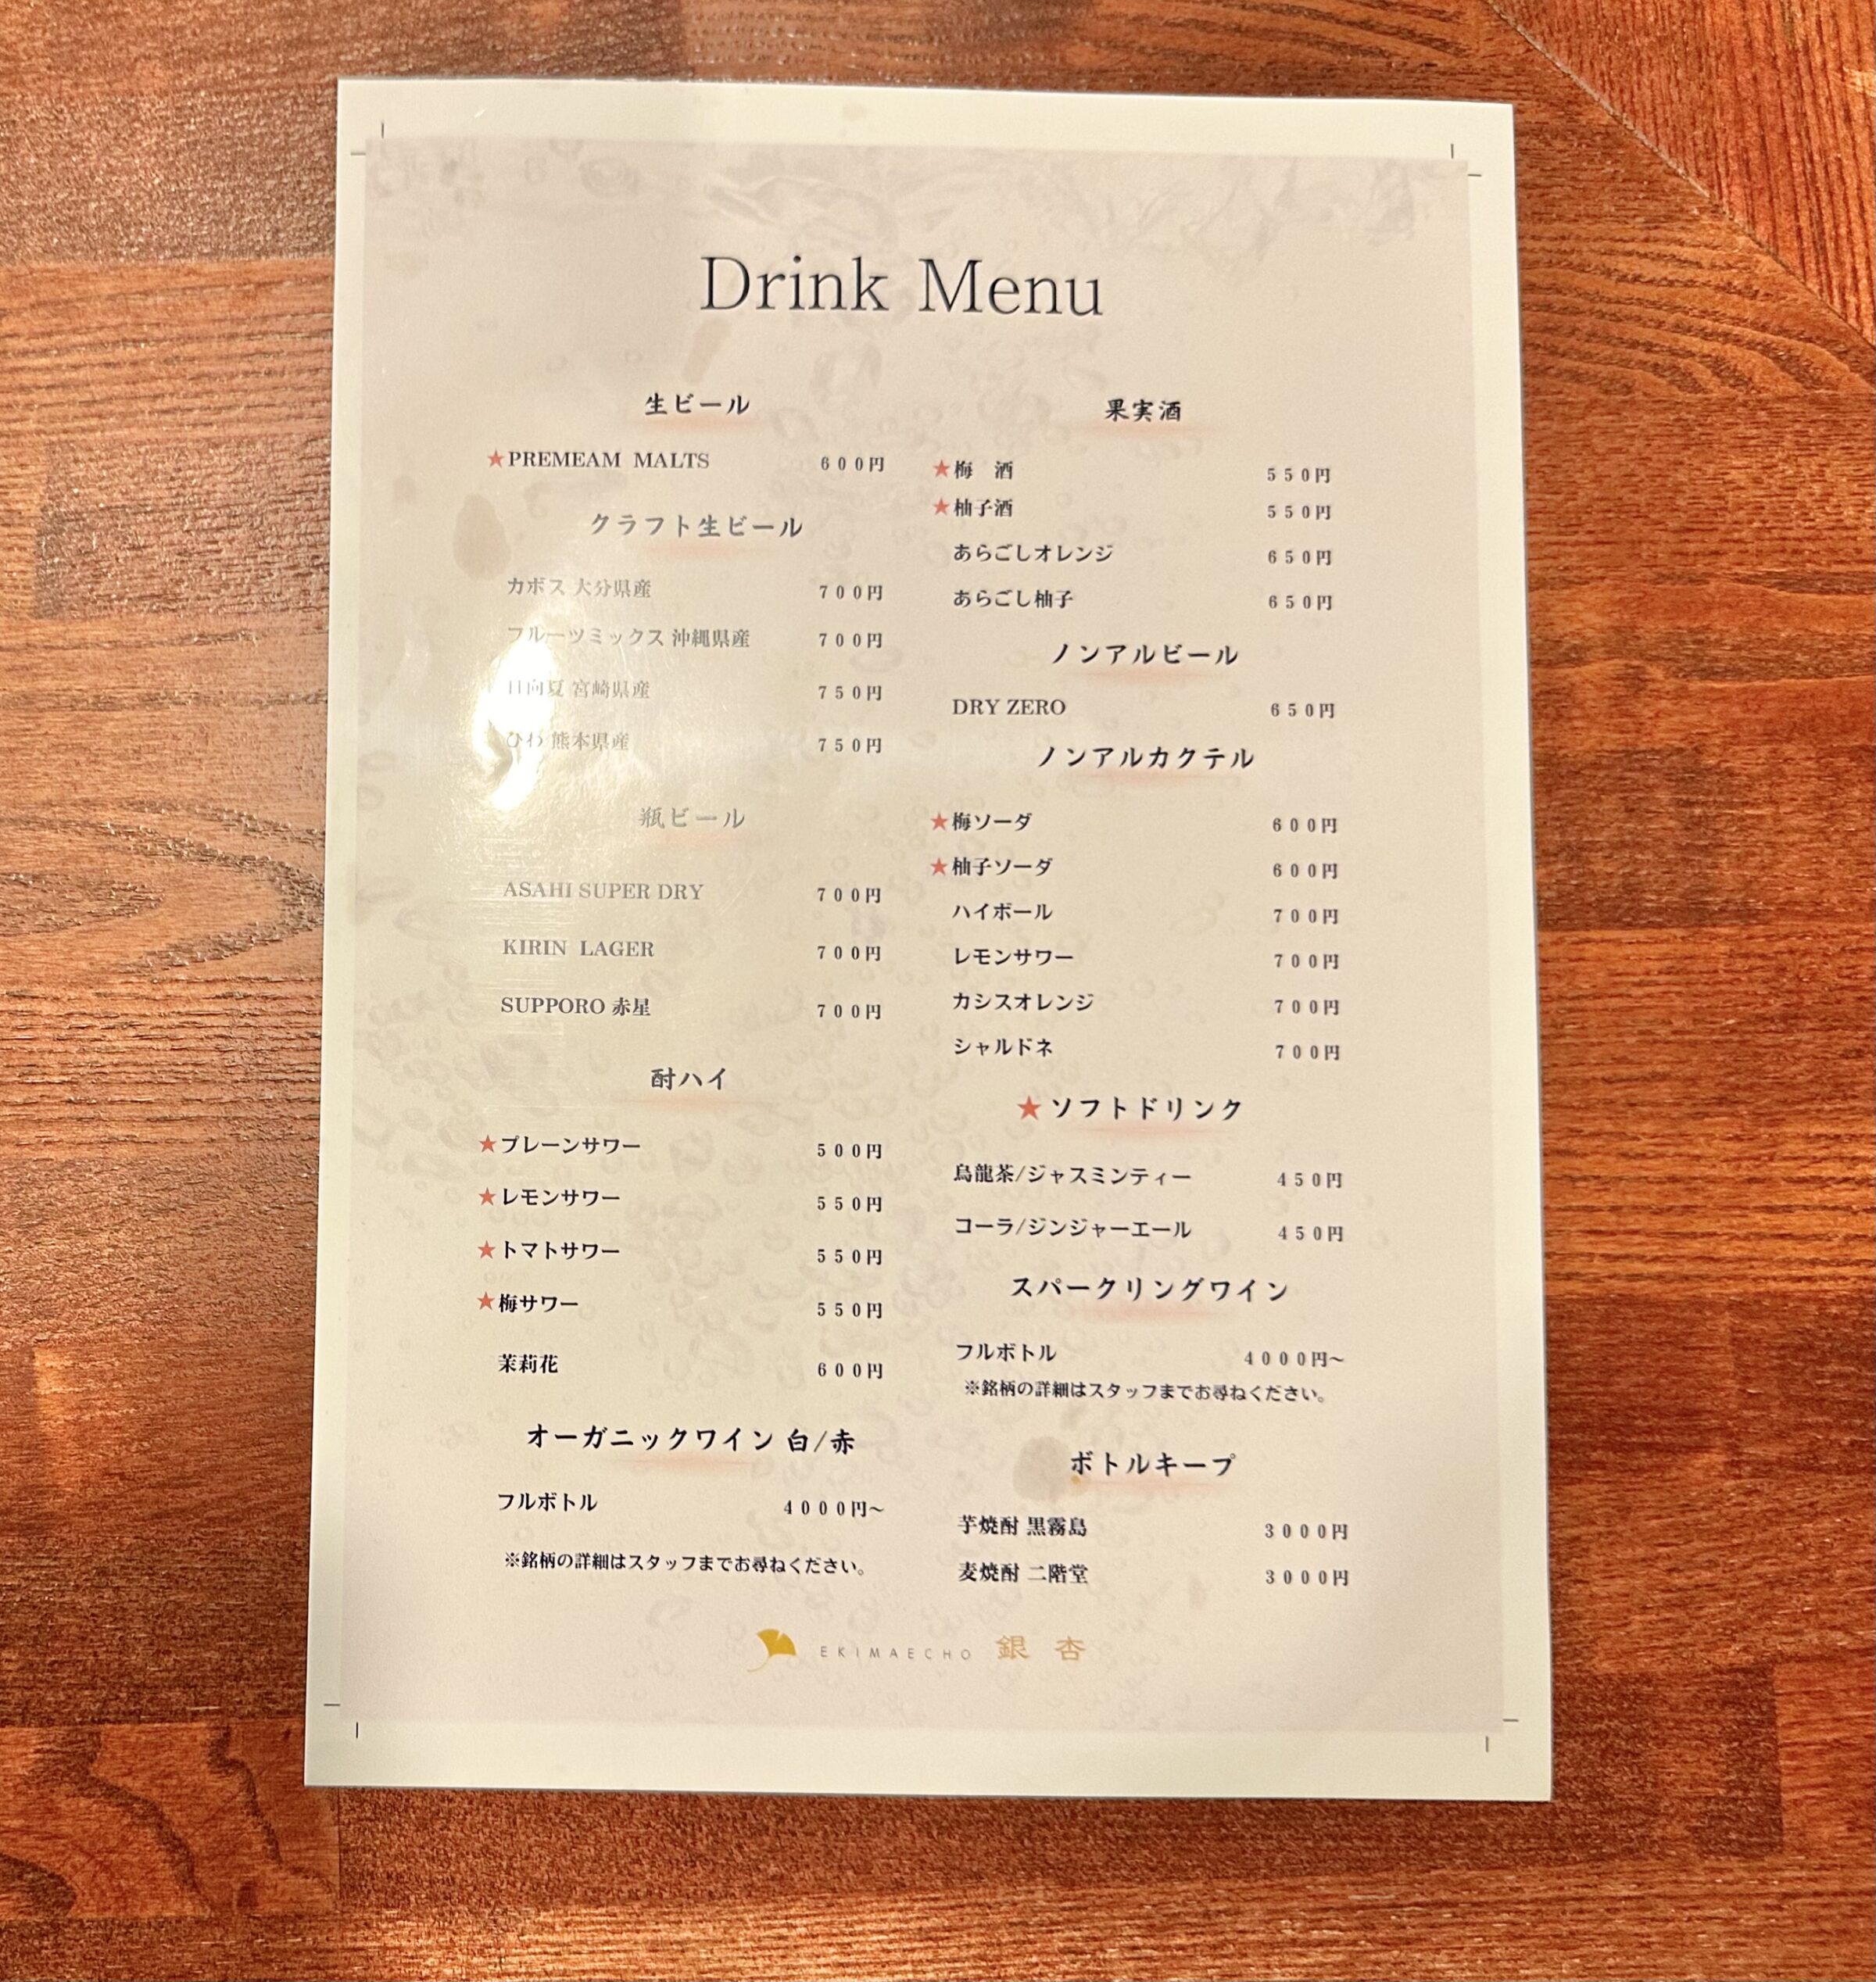 Drink Menu
生ビール
★PREMEAM MALTS 600円
クラフト生ビール
カボス 大分県産 700円
フルーツミックス 沖縄県産 700円
日向夏 宮崎県産 750円
びわ 熊本県産 750円
瓶ビール
ASAHI SUPER DRY 700円
KIRIN LAGER 700円
SUPPORO 赤星 700円
酎ハイ
★プレーンサワー 500円
★レモンサワー 550円
★トマトサワー 550円
★梅サワー 550円
茉莉花 600円
オーガニックワイン 白/赤
フルボトル 4000円～
※銘柄の詳細はスタッフまでお尋ねください。
果実酒
★梅 酒 550円
★柚子酒 550円
あらごしオレンジ 650円
あらごし柚子 650円
ノンアルビール
DRY ZERO 650円
ノンアルカクテル
★梅ソーダ 600円
★柚子ソーダ 600円
ハイボール 700円
レモンサワー 700円
カシスオレンジ 700円
シャルドネ 700円
★ソフトドリンク
烏龍茶/ジャスミンティー 450円
コーラ/ジンジャーエール 450円
スパークリングワイン
フルボトル 4000円～
※銘柄の詳細はスタッフまでお尋ねください。
ボトルキープ
芋焼酎 黒霧島 3000円
麦焼酎 二階堂 3000円
EKIMAECHO 銀杏